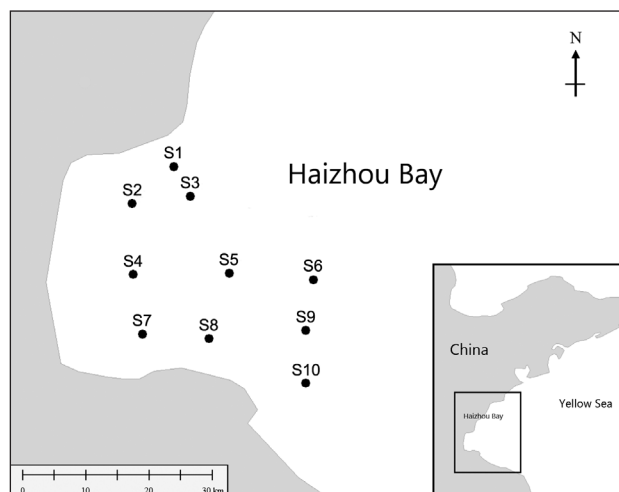 N
S1
Haizhou Bay
S3
S2
S4
S5
S6
S7
S8
S9
S10
China
Yellow Sea
Haizhou Bay
0 10 20 30 km